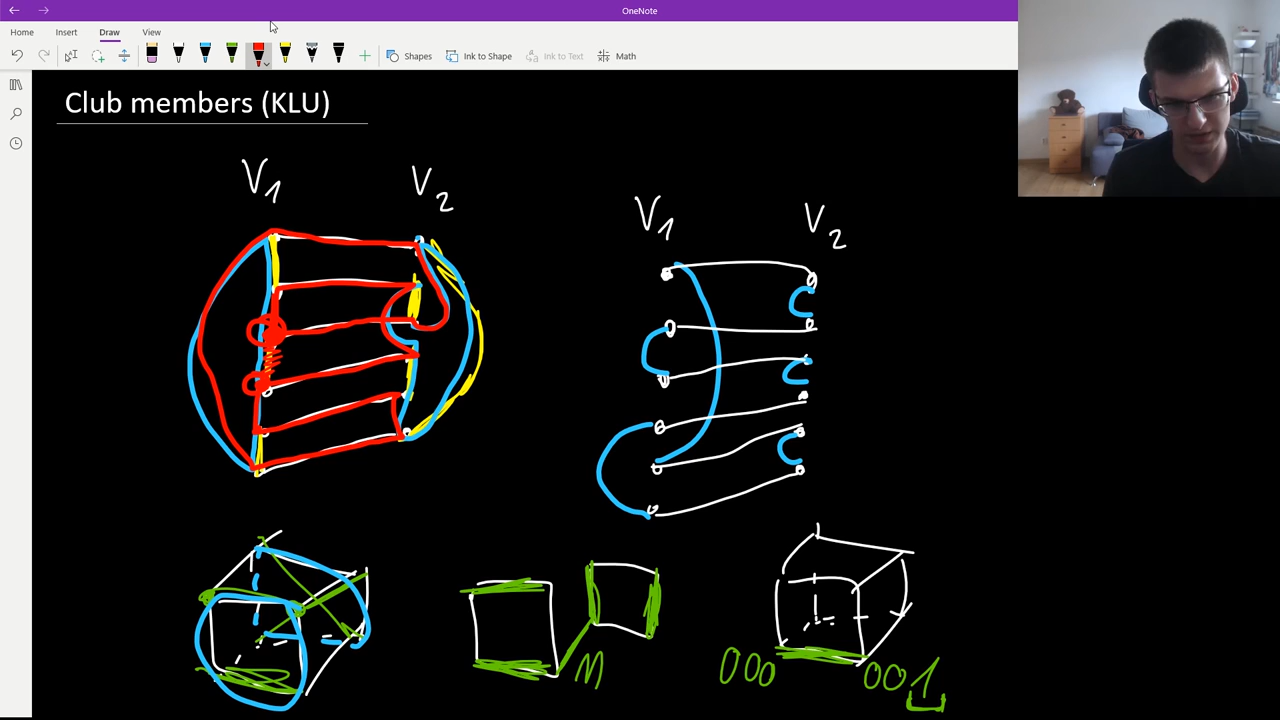 OneNote
Home Insert Draw View
Shapes Ink to Shape Ink to Text Math
Club members (KLU)
V1 V2
V1 V2
M 000 001